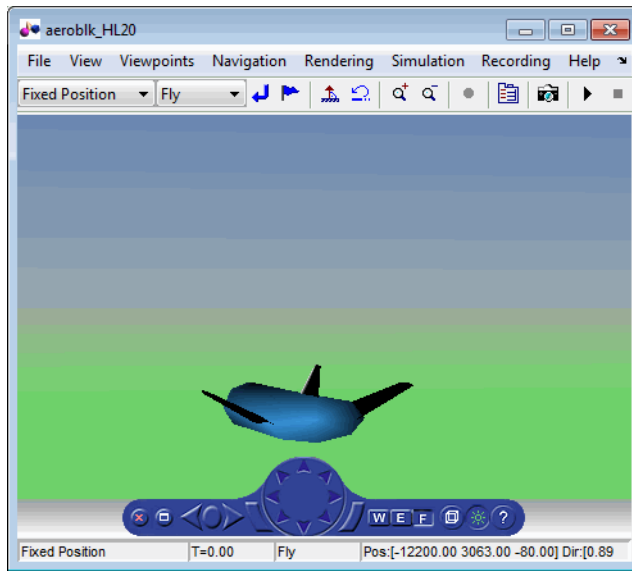 aeroblk_HL20
File View Viewpoints Navigation Rendering Simulation Recording Help
Fixed Position Fly
W E F ?
Fixed Position T=0.00 Fly Pos:[-12200.00 3063.00 -80.00] Dir:[0.89